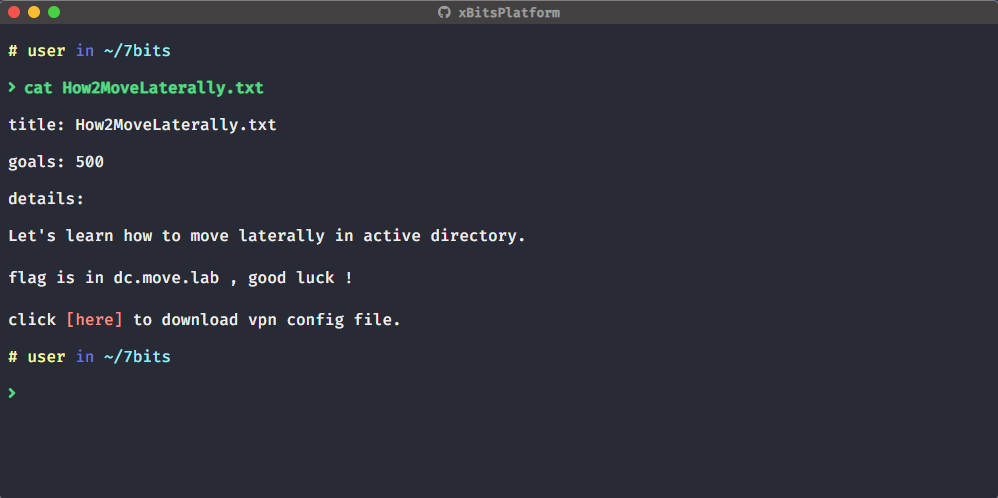 xBitsPlatform
# user in ~/7bits
> cat How2MoveLaterally.txt
title: How2MoveLaterally.txt
goals: 500
details:
Let's learn how to move laterally in active directory.
flag is in dc.move.lab , good luck !
click [here] to download vpn config file.
# user in ~/7bits
>